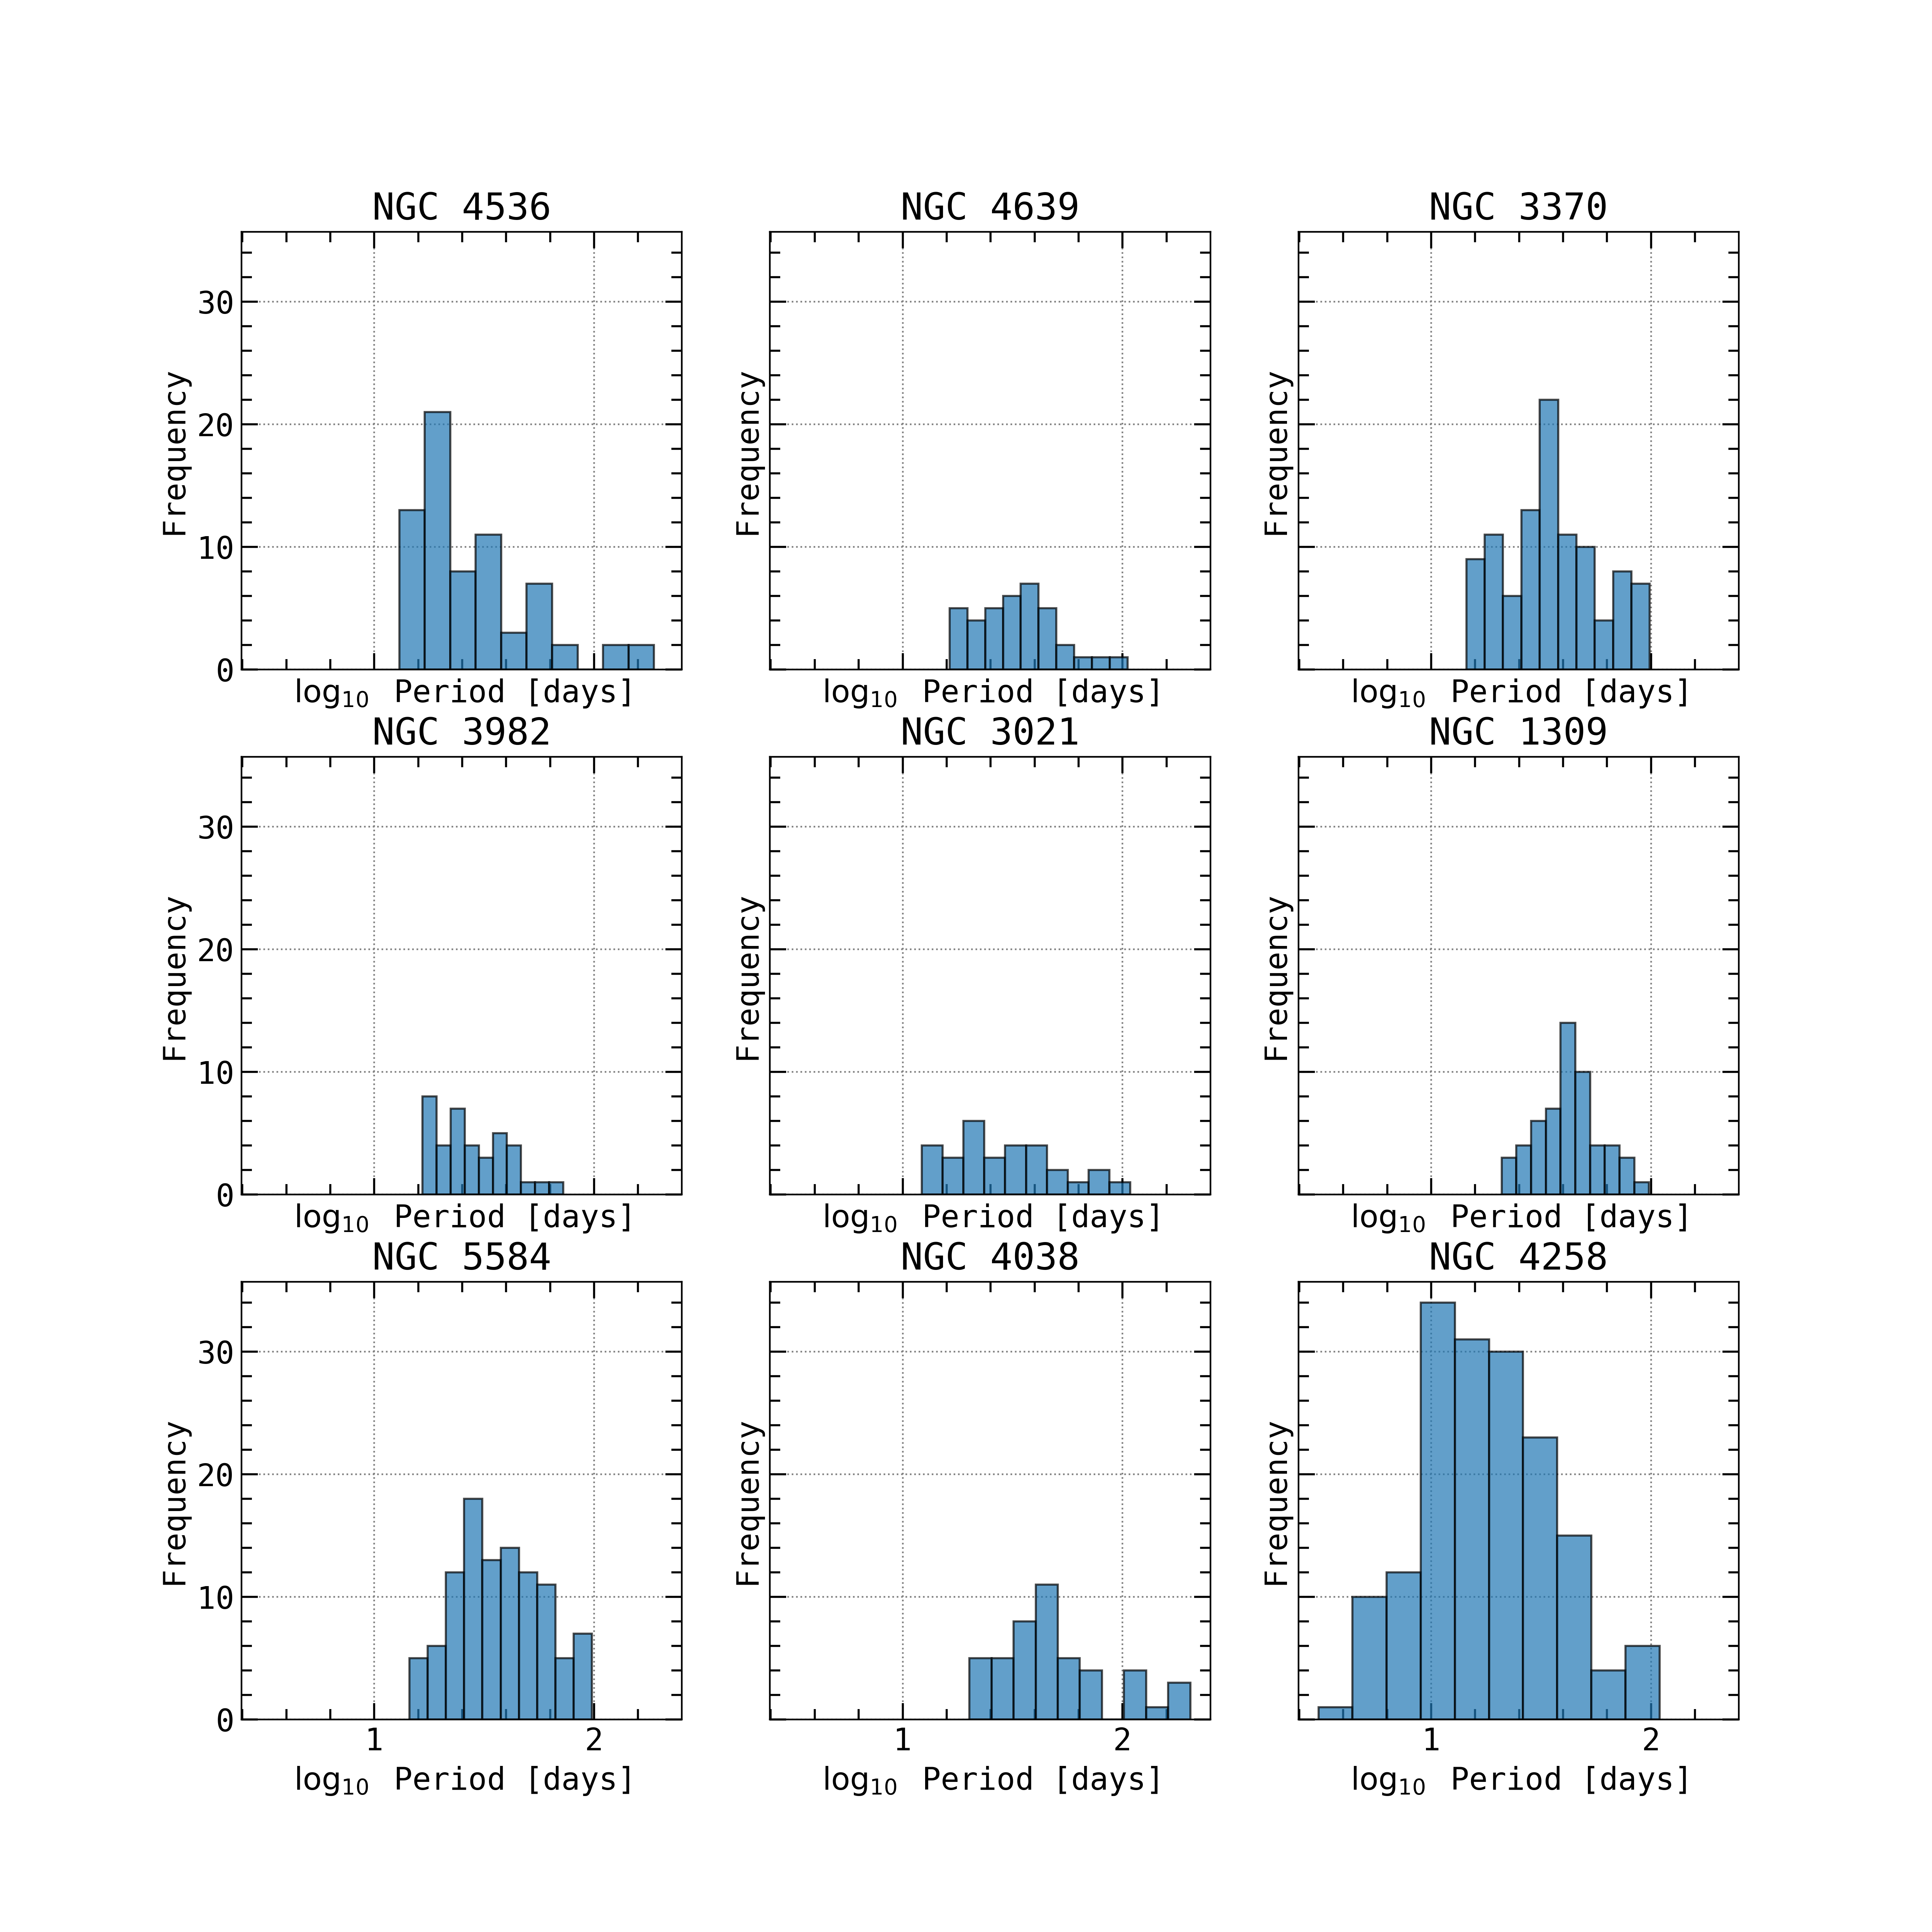 NGC 4536
NGC 4639
NGC 3370
Frequency
30
20
10
0
log₁₀ Period [days]
Frequency
log₁₀ Period [days]
Frequency
log₁₀ Period [days]
NGC 3982
NGC 3021
NGC 1309
Frequency
30
20
10
0
log₁₀ Period [days]
Frequency
log₁₀ Period [days]
Frequency
log₁₀ Period [days]
NGC 5584
NGC 4038
NGC 4258
Frequency
30
20
10
0
1 2
log₁₀ Period [days]
Frequency
1 2
log₁₀ Period [days]
Frequency
1 2
log₁₀ Period [days]